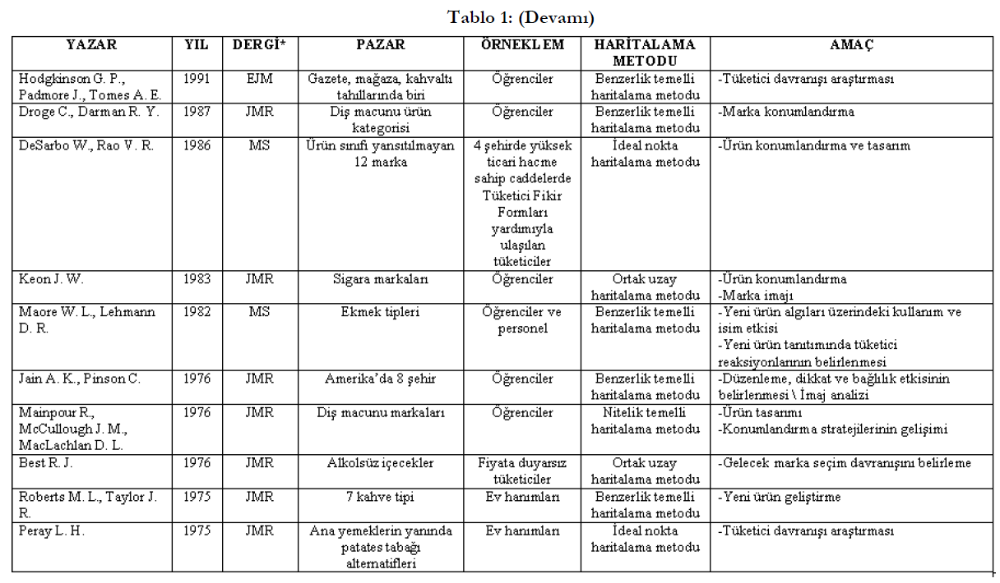 Tablo 1: (Devamı)
YAZAR YIL DERGİ* PAZAR ÖRNEKLEM HARİTALAMA METODU AMAÇ
Hodgkinson G. P., Padmore J., Tomes A. E. 1991 EJM Gazete, mağaza, kahvaltı tahıllarında biri Öğrenciler Benzerlik temelli haritalama metodu -Tüketici davranışı araştırması
Droge C., Darman R. Y. 1987 JMR Diş macunu ürün kategorisi Öğrenciler Benzerlik temelli haritalama metodu -Marka konumlandırma
DeSarbo W., Rao V. R. 1986 MS Ürün sınıfı yansıtılmayan 12 marka 4 şehirde yüksek ticari hacme sahip caddelerde Tüketici Fikir Formları yardımıyla ulaşılan tüketiciler İdeal nokta haritalama metodu -Ürün konumlandırma ve tasarım
Keon J. W. 1983 JMR Sigara markaları Öğrenciler Ortak uzay haritalama metodu -Ürün konumlandırma -Marka imajı
Maore W. L., Lehmann D. R. 1982 MS Ekmek tipleri Öğrenciler ve personel Benzerlik temelli haritalama metodu -Yeni ürün algıları üzerindeki kullanım ve isim etkisi -Yeni ürün tanıtımında tüketici reaksiyonlarının belirlenmesi
Jain A. K., Pinson C. 1976 JMR Amerika'da 8 şehir Öğrenciler Benzerlik temelli haritalama metodu -Düzenleme, dikkat ve bağlılık etkisinin belirlenmesi \ İmaj analizi
Mainpour R., McCullough J. M., MacLachlan D. L. 1976 JMR Diş macunu markaları Öğrenciler Nitelik temelli haritalama metodu -Ürün tasarımı -Konumlandırma stratejilerinin gelişimi
Best R. J. 1976 JMR Alkolsüz içecekler Fiyata duyarsız tüketiciler Ortak uzay haritalama metodu -Gelecek marka seçim davranışını belirleme
Roberts M. L., Taylor J. R. 1975 JMR 7 kahve tipi Ev hanımları Benzerlik temelli haritalama metodu -Yeni ürün geliştirme
Peray L. H. 1975 JMR Ana yemeklerin yanında patates tabağı alternatifleri Ev hanımları İdeal nokta haritalama metodu -Tüketici davranışı araştırması